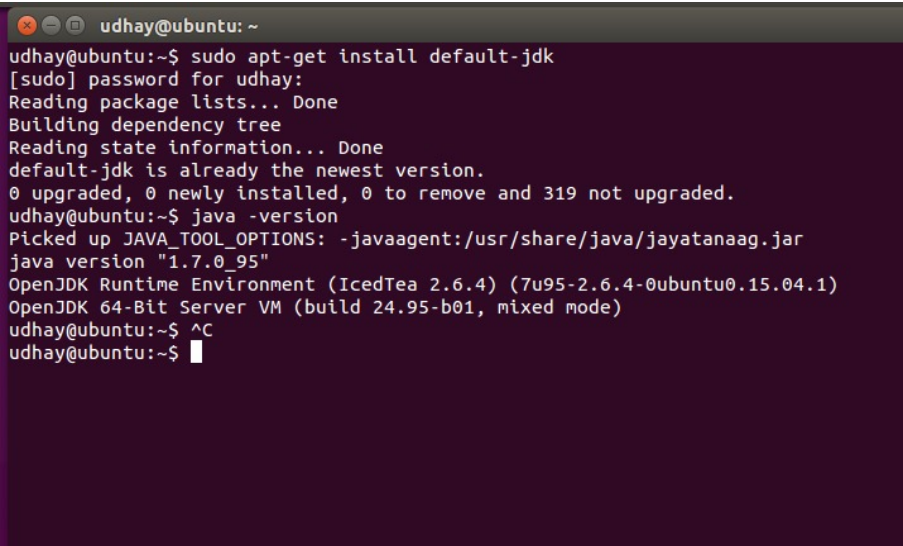 udhay@ubuntu: ~
udhay@ubuntu:~$ sudo apt-get install default-jdk
[sudo] password for udhay:
Reading package lists... Done
Building dependency tree
Reading state information... Done
default-jdk is already the newest version.
0 upgraded, 0 newly installed, 0 to remove and 319 not upgraded.
udhay@ubuntu:~$ java -version
Picked up JAVA_TOOL_OPTIONS: -javaagent:/usr/share/java/jayatanaag.jar
java version "1.7.0_95"
OpenJDK Runtime Environment (IcedTea 2.6.4) (7u95-2.6.4-0ubuntu0.15.04.1)
OpenJDK 64-Bit Server VM (build 24.95-b01, mixed mode)
udhay@ubuntu:~$ ^C
udhay@ubuntu:~$